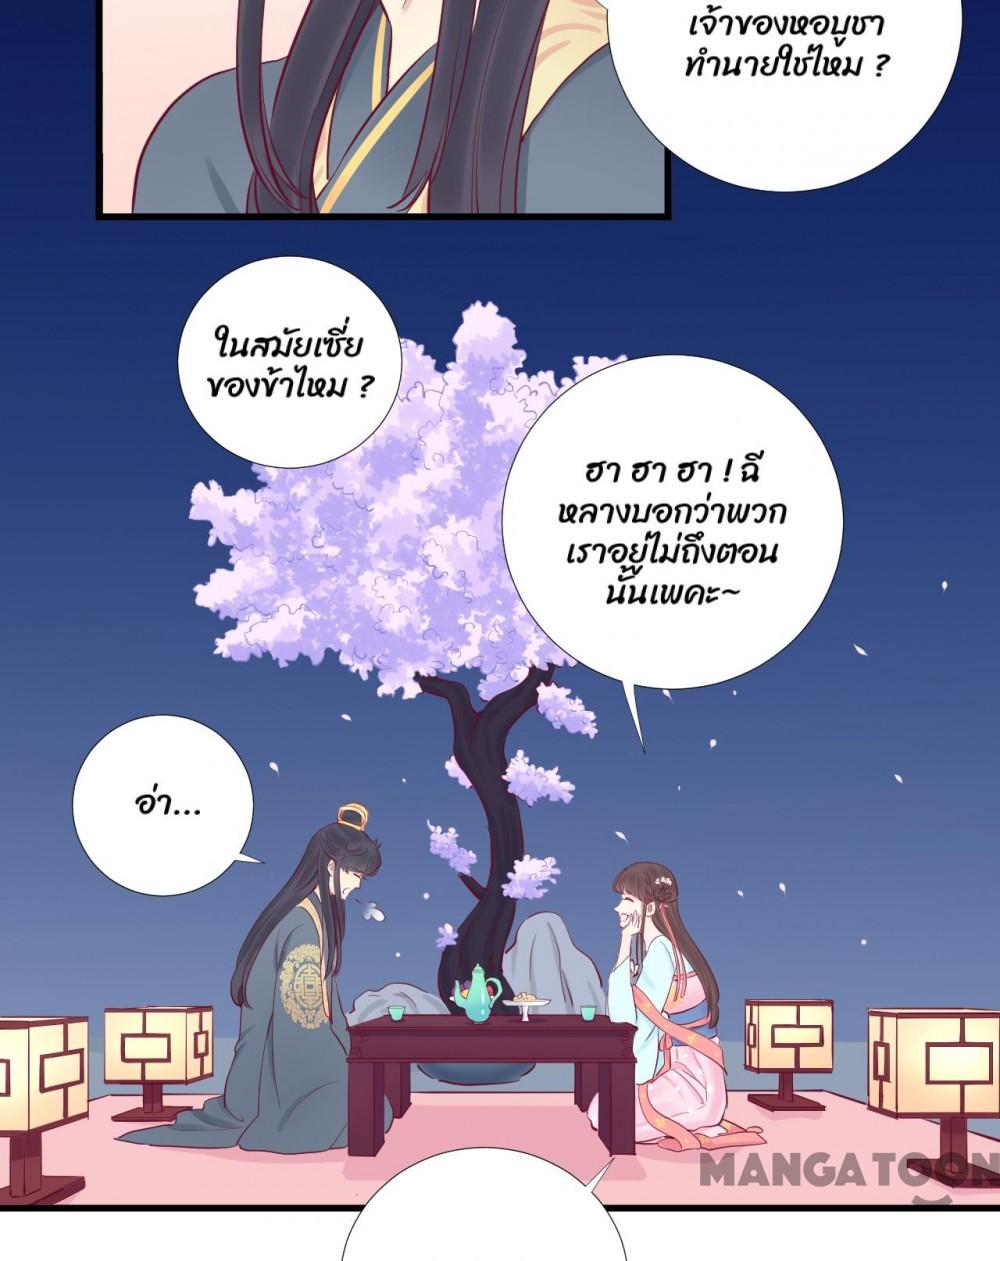 เจ้าของหอบูชา
ทำนายใช่ไหม ?
ในสมัยเซี่ย
ของข้าไหม ?
ฮา ฮา ฮา ! ฉี
หลางบอกว่าพวก
เราอยู่ไม่ถึงตอน
นั้นเพคะ~
อ่า...
MANGATOON